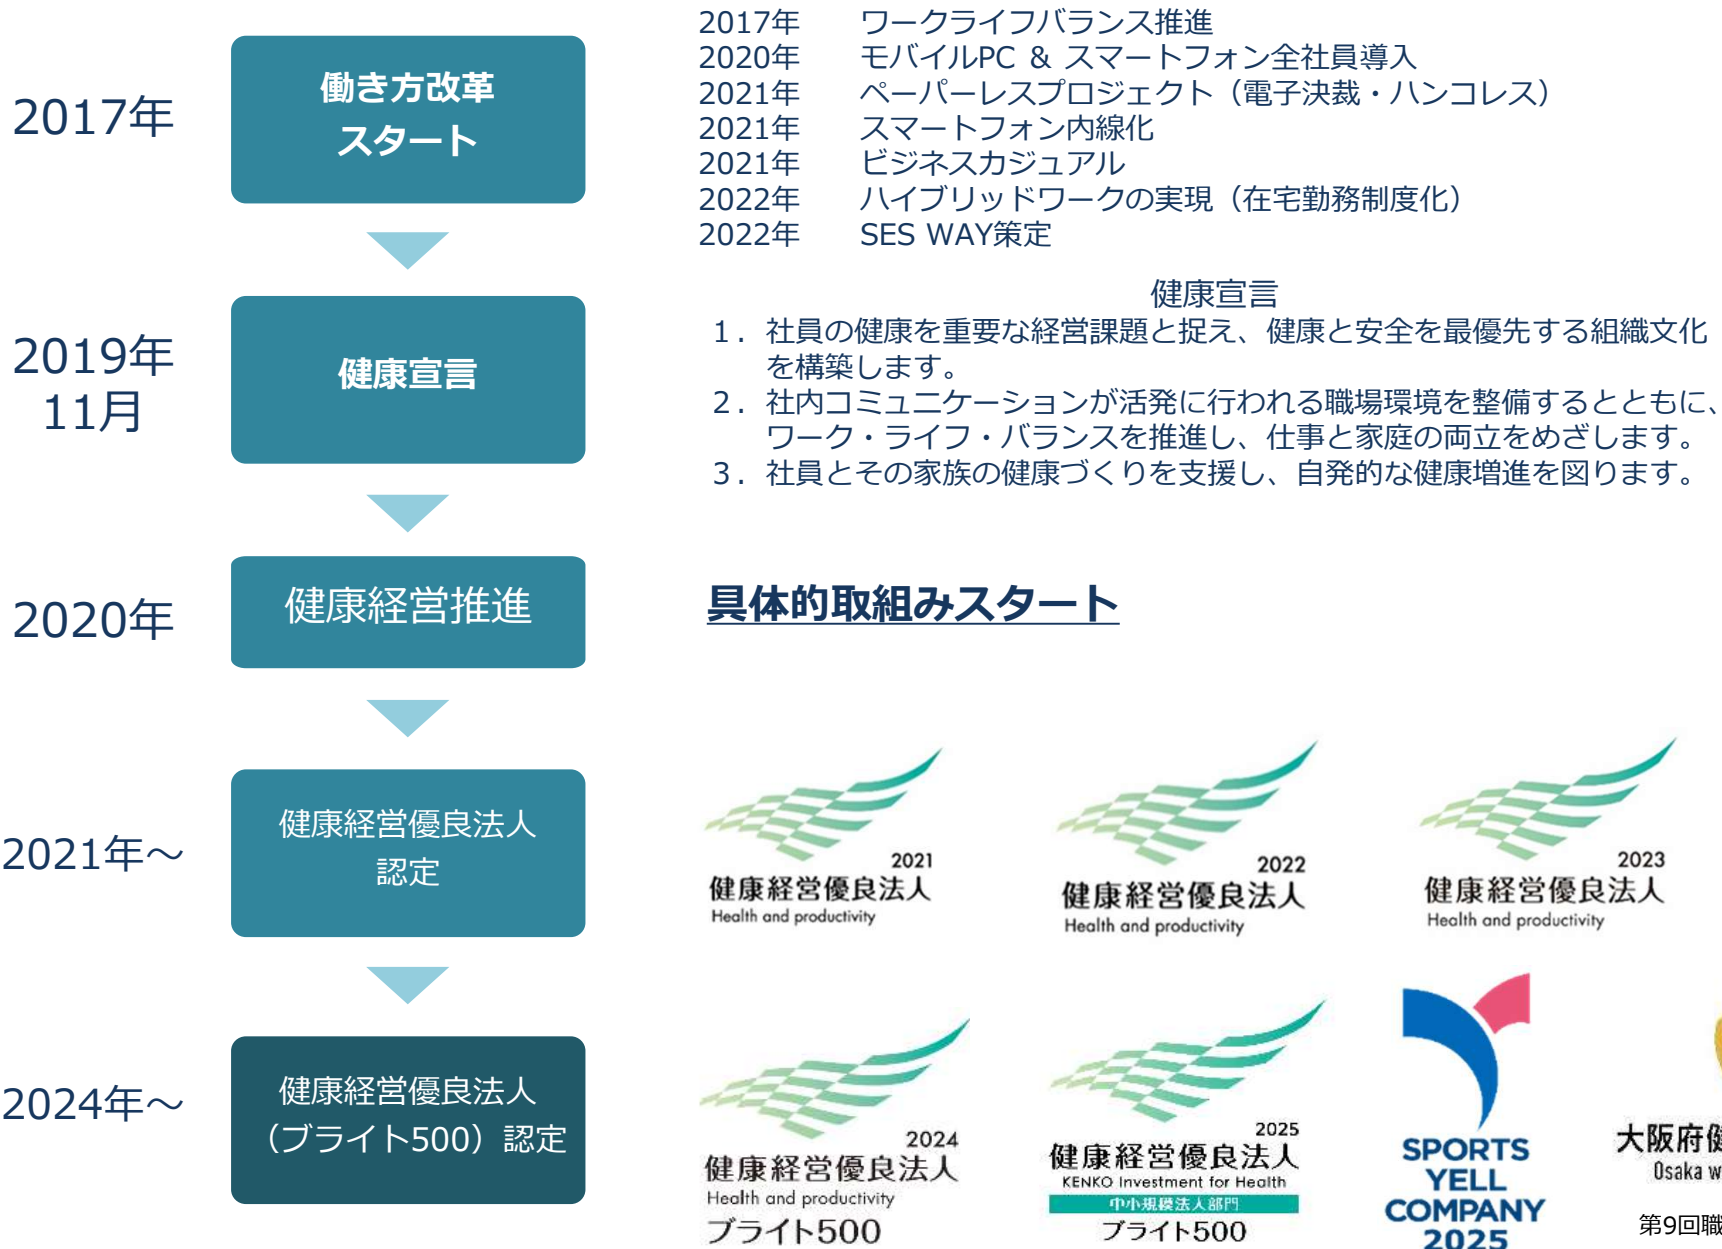 2017年
働き方改革
スタート
2017年 ワークライフバランス推進
2020年 モバイルPC & スマートフォン全社員導入
2021年 ペーパーレスプロジェクト（電子決裁・ハンコレス）
2021年 スマートフォン内線化
2021年 ビジネスカジュアル
2022年 ハイブリッドワークの実現（在宅勤務制度化）
2022年 SES WAY策定
2019年
11月
健康宣言
健康宣言
1．社員の健康を重要な経営課題と捉え、健康と安全を最優先する組織文化
を構築します。
2．社内コミュニケーションが活発に行われる職場環境を整備するとともに、
ワーク・ライフ・バランスを推進し、仕事と家庭の両立をめざします。
3．社員とその家族の健康づくりを支援し、自発的な健康増進を図ります。
2020年
健康経営推進
具体的取組みスタート
2021年～
健康経営優良法人
認定
2021
健康経営優良法人
Health and productivity
2022
健康経営優良法人
Health and productivity
2023
健康経営優良法人
Health and productivity
2024年～
健康経営優良法人
（ブライト500）認定
2024
健康経営優良法人
Health and productivity
ブライト500
2025
健康経営優良法人
KENKO Investment for Health
中小規模法人部門
ブライト500
SPORTS
YELL
COMPANY
2025
大阪府健
Osaka w
第9回職